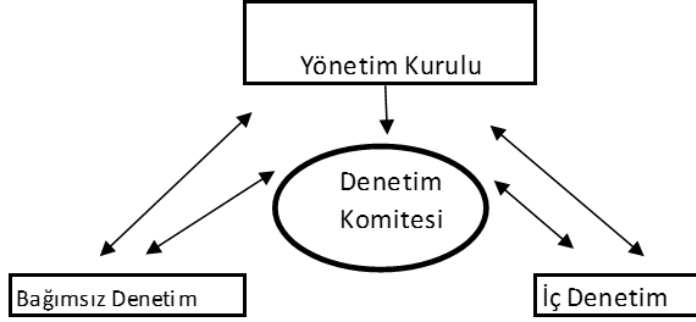 Yönetim Kurulu
Denetim
Komitesi
Bağımsız Denetim
İç Denetim